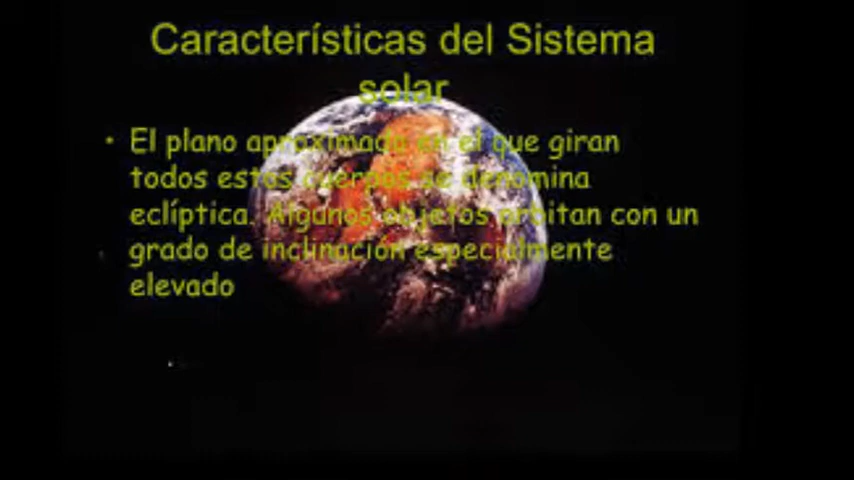 Características del Sistema
solar
• El plano aproximado en el que giran
todos estos cuerpos se denomina
eclíptica. Algunos objetos orbitan con un
grado de inclinación especialmente
elevado